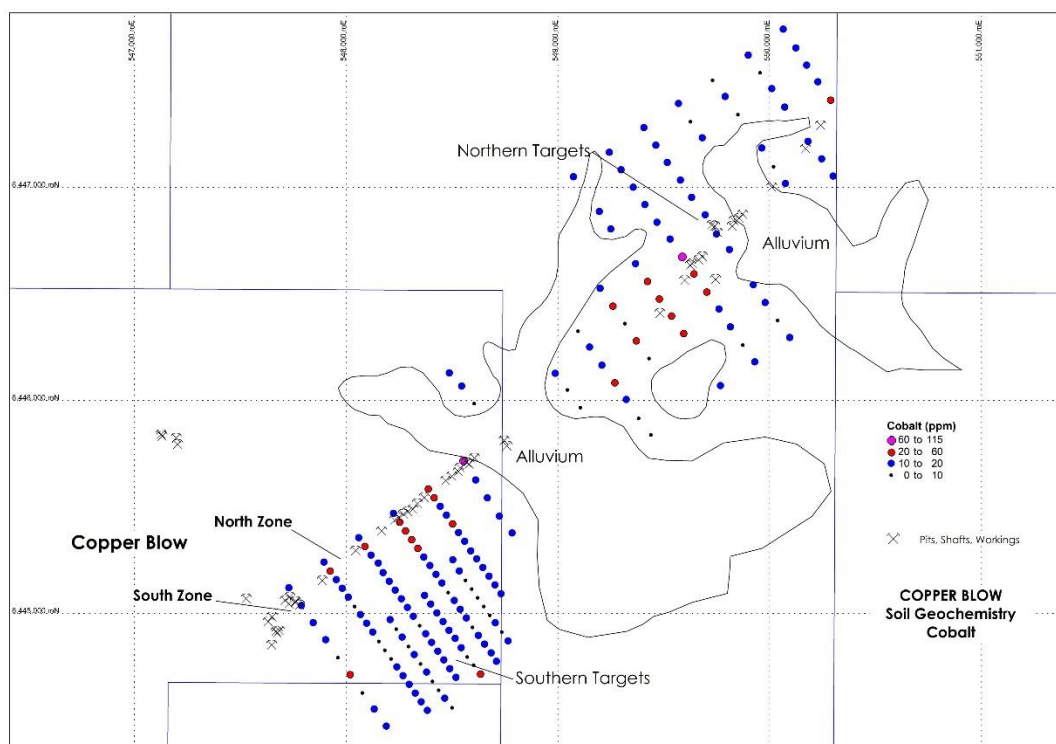 547,000 mE
548,000 mE
549,000 mE
550,000 mE
551,000 mE
Northern Targets
6,447,000 mN
Alluvium
6,446,000 mN
Cobalt (ppm)
60 to 115
20 to 60
10 to 20
0 to 10
Alluvium
North Zone
Copper Blow
Pits, Shafts, Workings
South Zone
COPPER BLOW
Soil Geochemistry
Cobalt
6,445,000 mN
Southern Targets